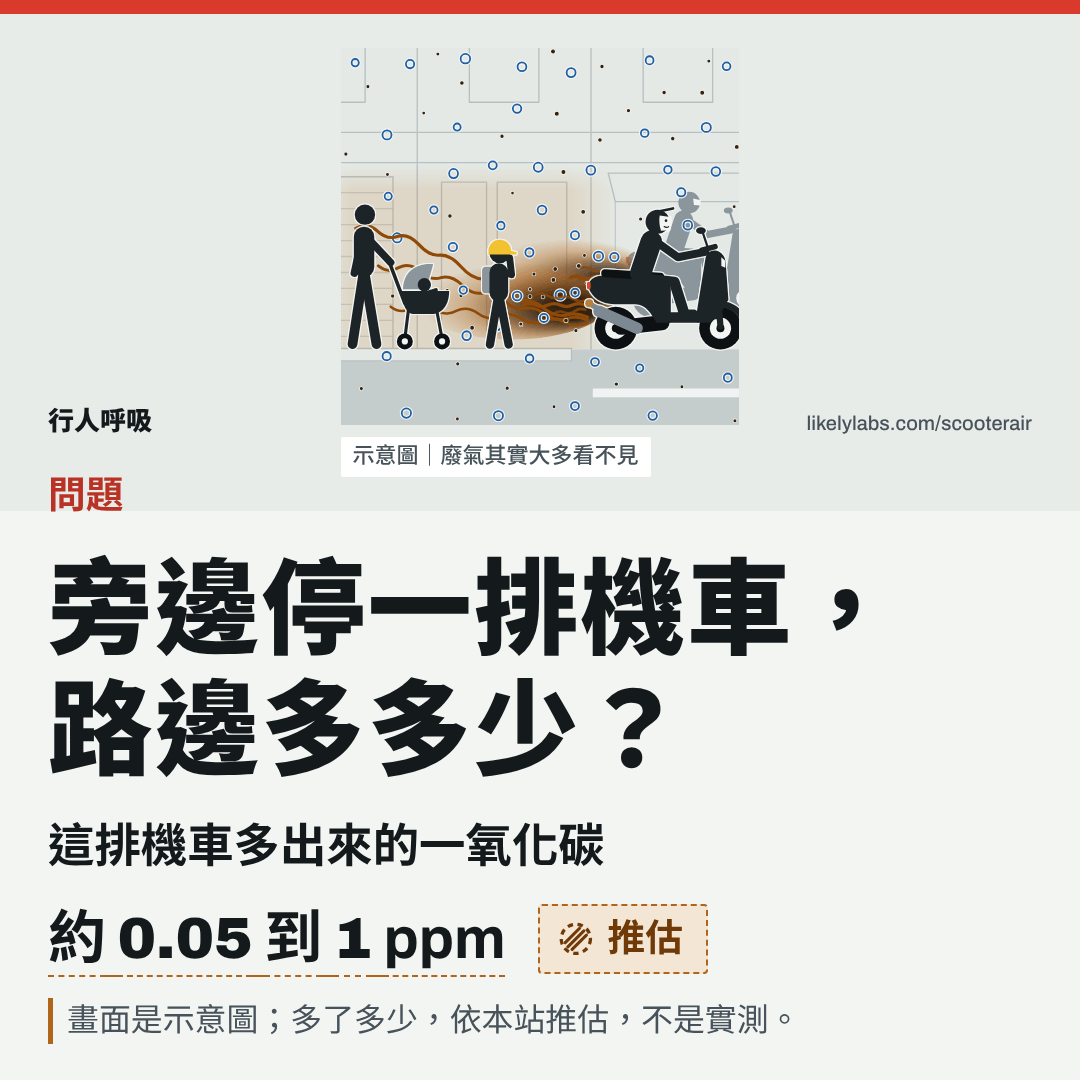 行人呼吸
likelylabs.com/scooterair
示意圖｜廢氣其實大多看不見
問題
旁邊停一排機車，
路邊多多少？
這排機車多出來的一氧化碳
約 0.05 到 1 ppm
推估
畫面是示意圖；多了多少，依本站推估，不是實測。